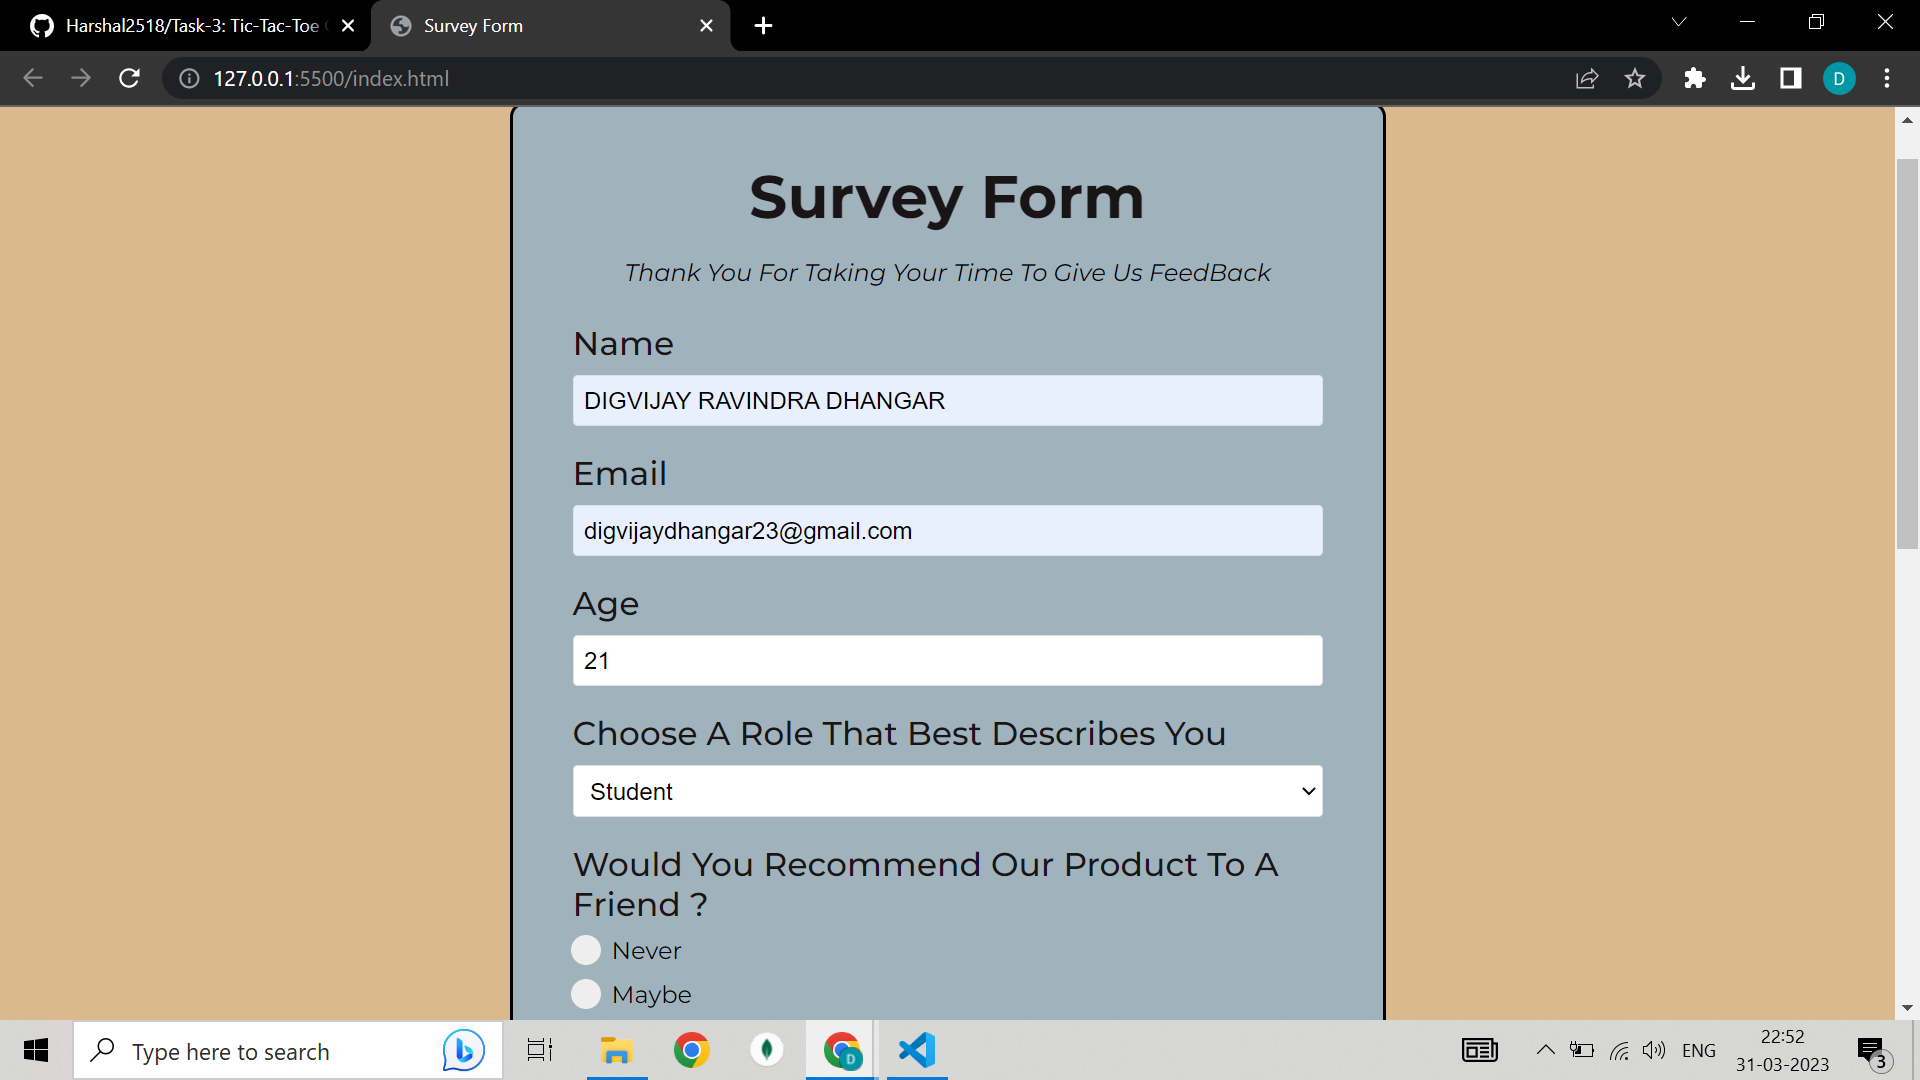 Harshal2518/Task-3: Tic-Tac-Toe
Survey Form
127.0.0.1:5500/index.html
D
Survey Form
Thank You For Taking Your Time To Give Us FeedBack
Name
DIGVIJAY RAVINDRA DHANGAR
Email
digvijaydhangar23@gmail.com
Age
21
Choose A Role That Best Describes You
Student
Would You Recommend Our Product To A
Friend ?
Never
Maybe
Type here to search
D
ENG
22:52
31-03-2023
3